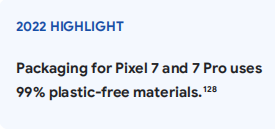 2022 HIGHLIGHT
Packaging for Pixel 7 and 7 Pro uses
99% plastic-free materials.¹²⁸